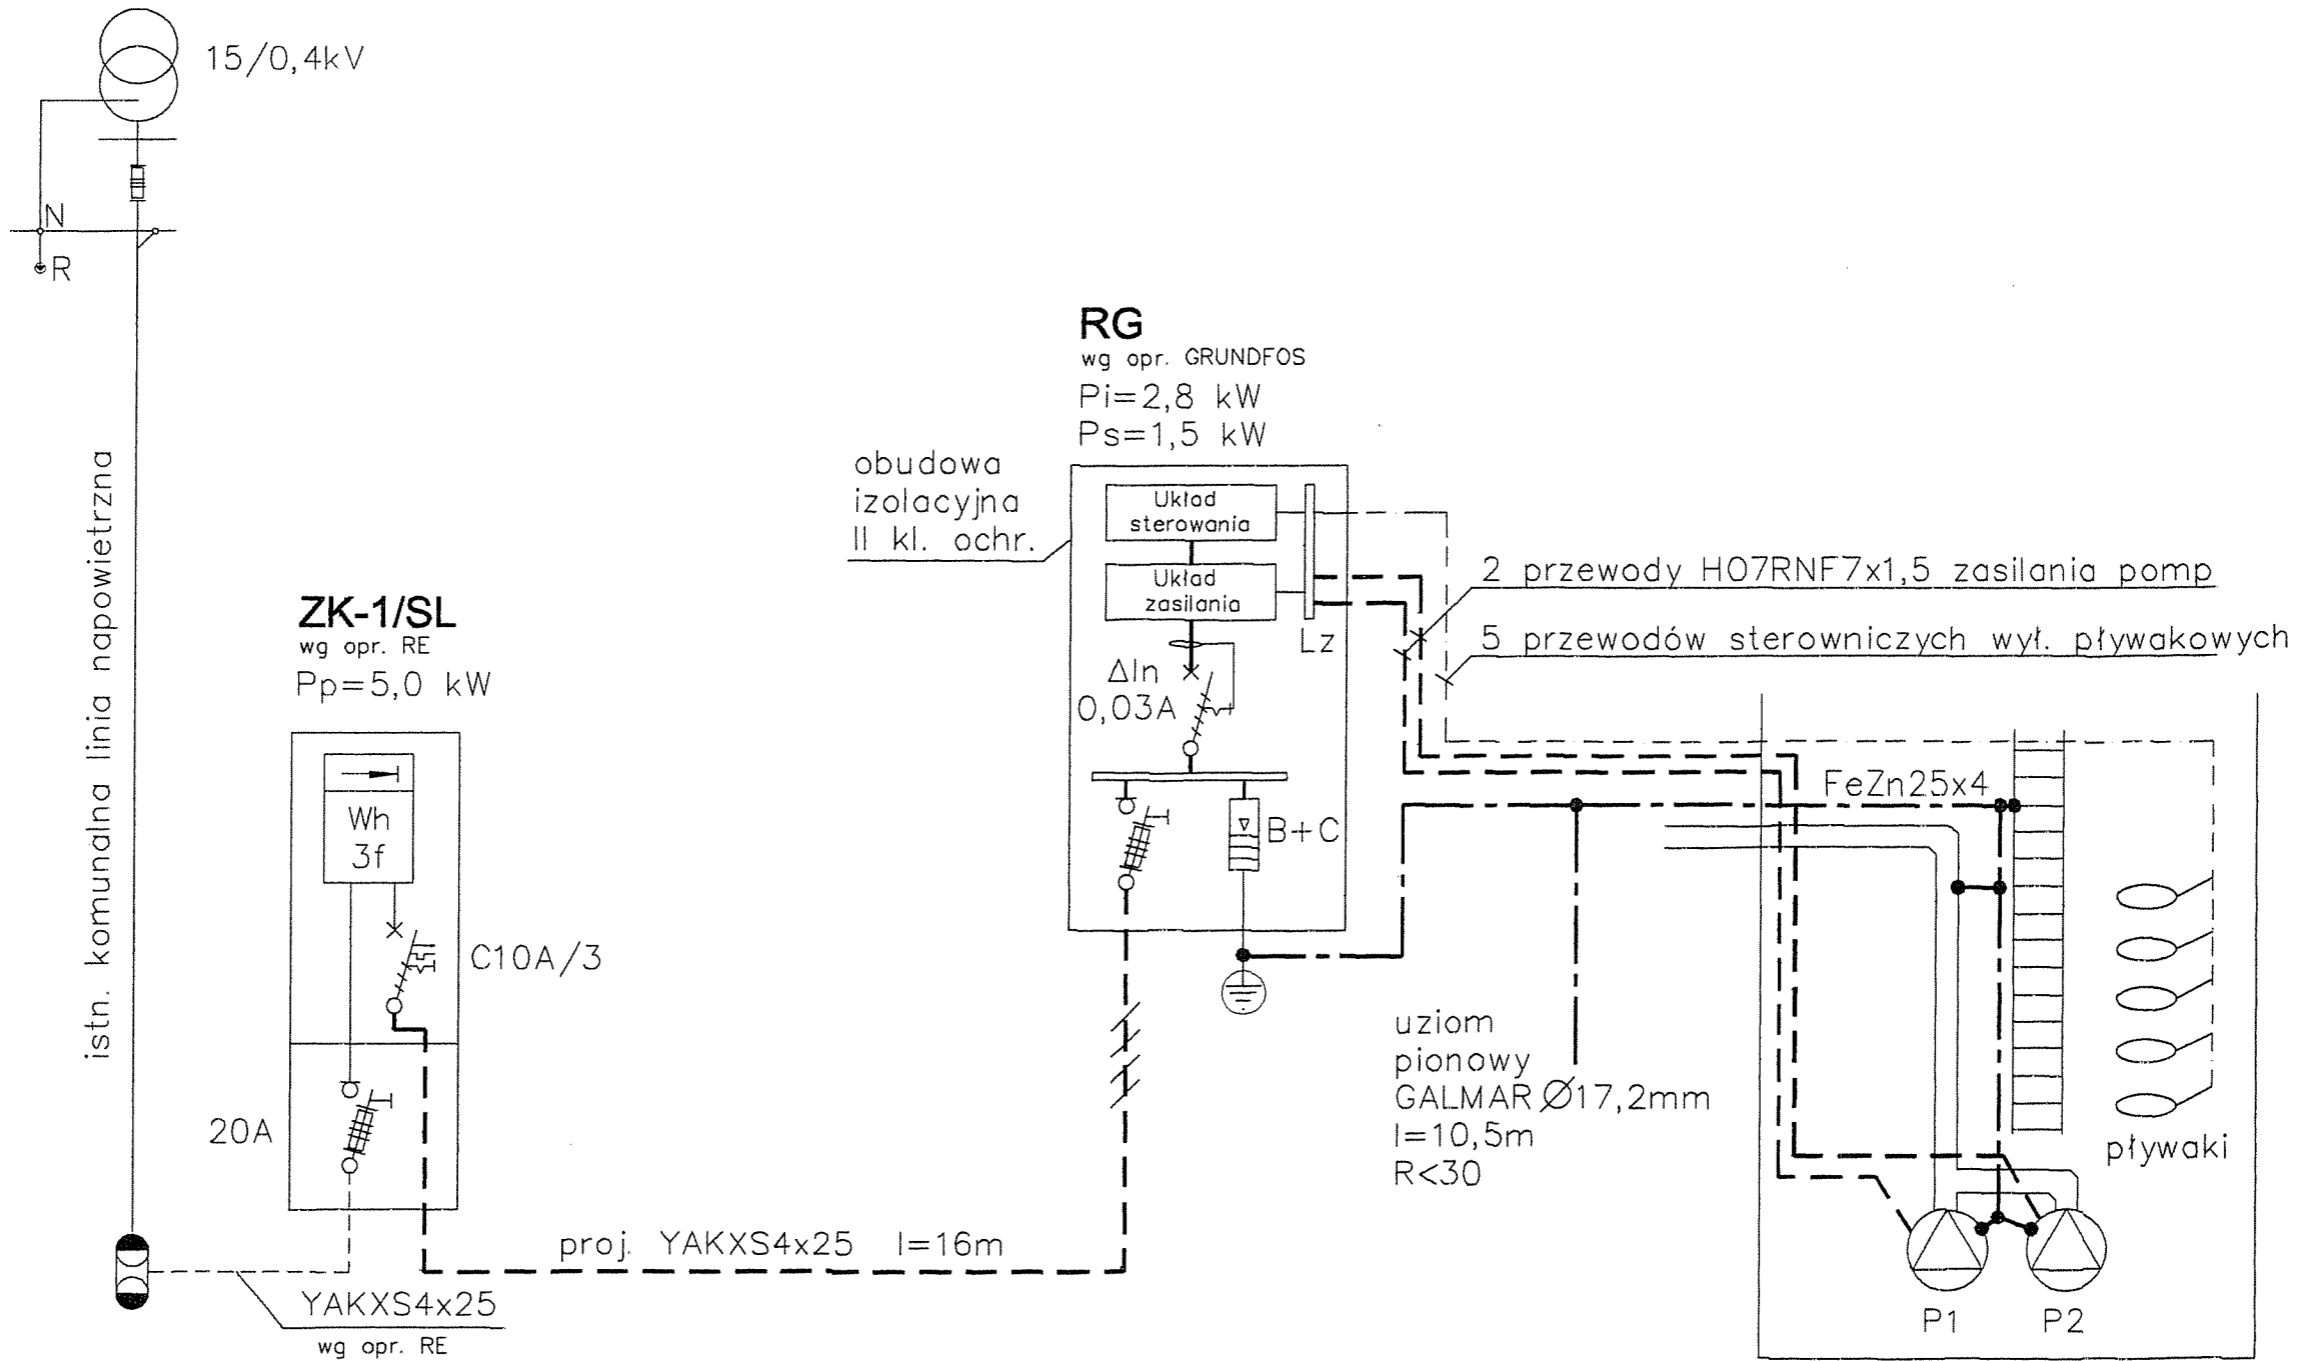 15/0,4kV
N
R
istn. komunalna linia napowietrzna
ZK-1/SL
wg opr. RE
Pp=5,0 kW
Wh
3f
C10A/3
20A
YAKXS4x25
wg opr. RE
proj. YAKXS4x25 l=16m
RG
wg opr. GRUNDFOS
Pi=2,8 kW
Ps=1,5 kW
obudowa
izolacyjna
II kl. ochr.
Układ
sterowania
Układ
zasilania
Lz
ΔIn
0,03A
B+C
2 przewody HO7RNF7x1,5 zasilania pomp
5 przewodów sterowniczych wył. pływakowych
FeZn25x4
uziom
pionowy
GALMAR Ø17,2mm
l=10,5m
R<30
pływaki
P1
P2